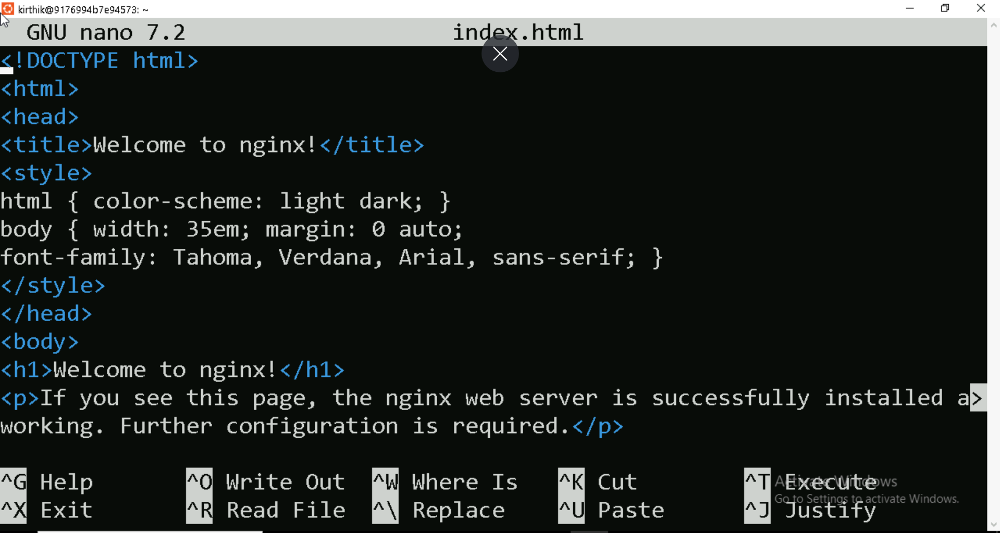 kirthik@9176994b7e94573: ~
GNU nano 7.2 index.html
<!DOCTYPE html>
<html>
<head>
<title>Welcome to nginx!</title>
<style>
html { color-scheme: light dark; }
body { width: 35em; margin: 0 auto;
font-family: Tahoma, Verdana, Arial, sans-serif; }
</style>
</head>
<body>
<h1>Welcome to nginx!</h1>
<p>If you see this page, the nginx web server is successfully installed a>
working. Further configuration is required.</p>
^G Help ^O Write Out ^W Where Is ^K Cut ^T Execute
^X Exit ^R Read File ^\ Replace ^U Paste ^J Justify
Activate Windows
Go to Settings to activate Windows.